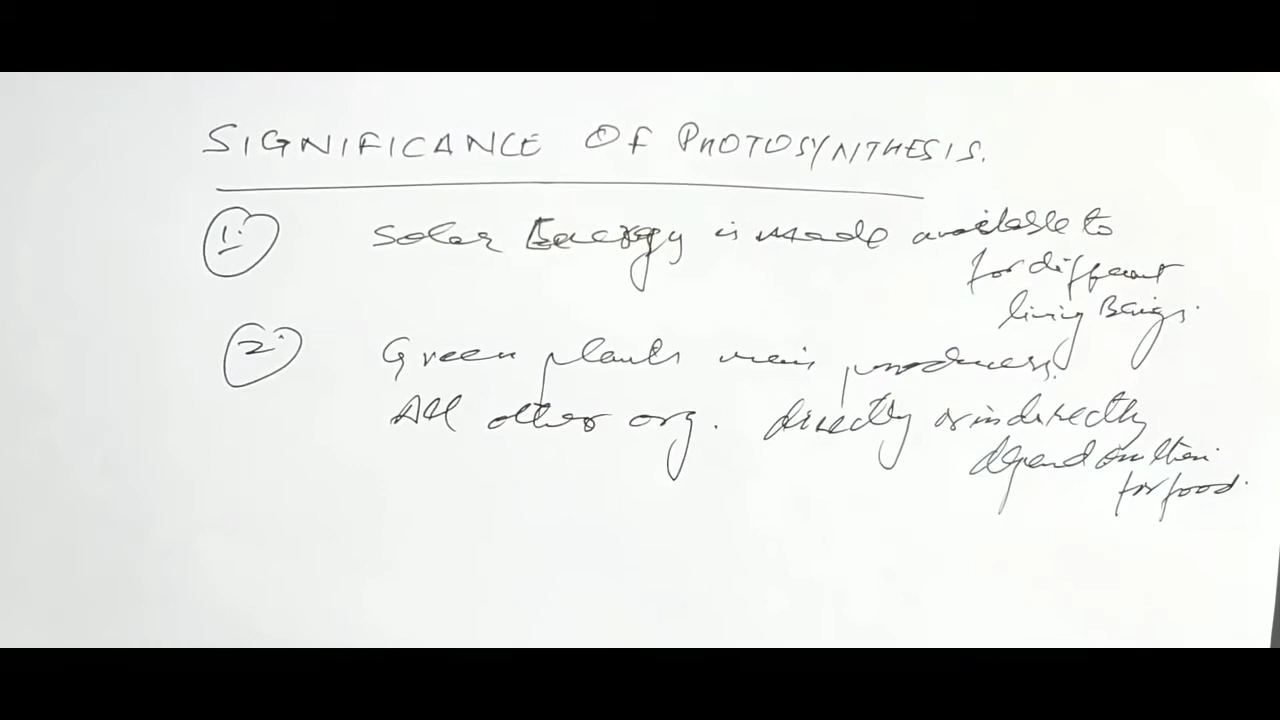 SIGNIFICANCE OF PHOTOSYNTHESIS.
1. Solar Energy is made available to
for different
living Beings.
2. Green plants main producers.
All other org. directly or indirectly
depend on them
for food.